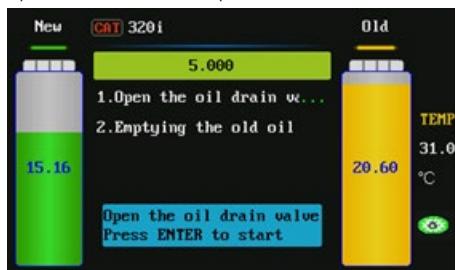 New
CAT 320i
Old
5.000
1.Open the oil drain va...
2.Emptying the old oil
TEMP
31.0
℃
15.16
20.60
Open the oil drain valve
Press ENTER to start